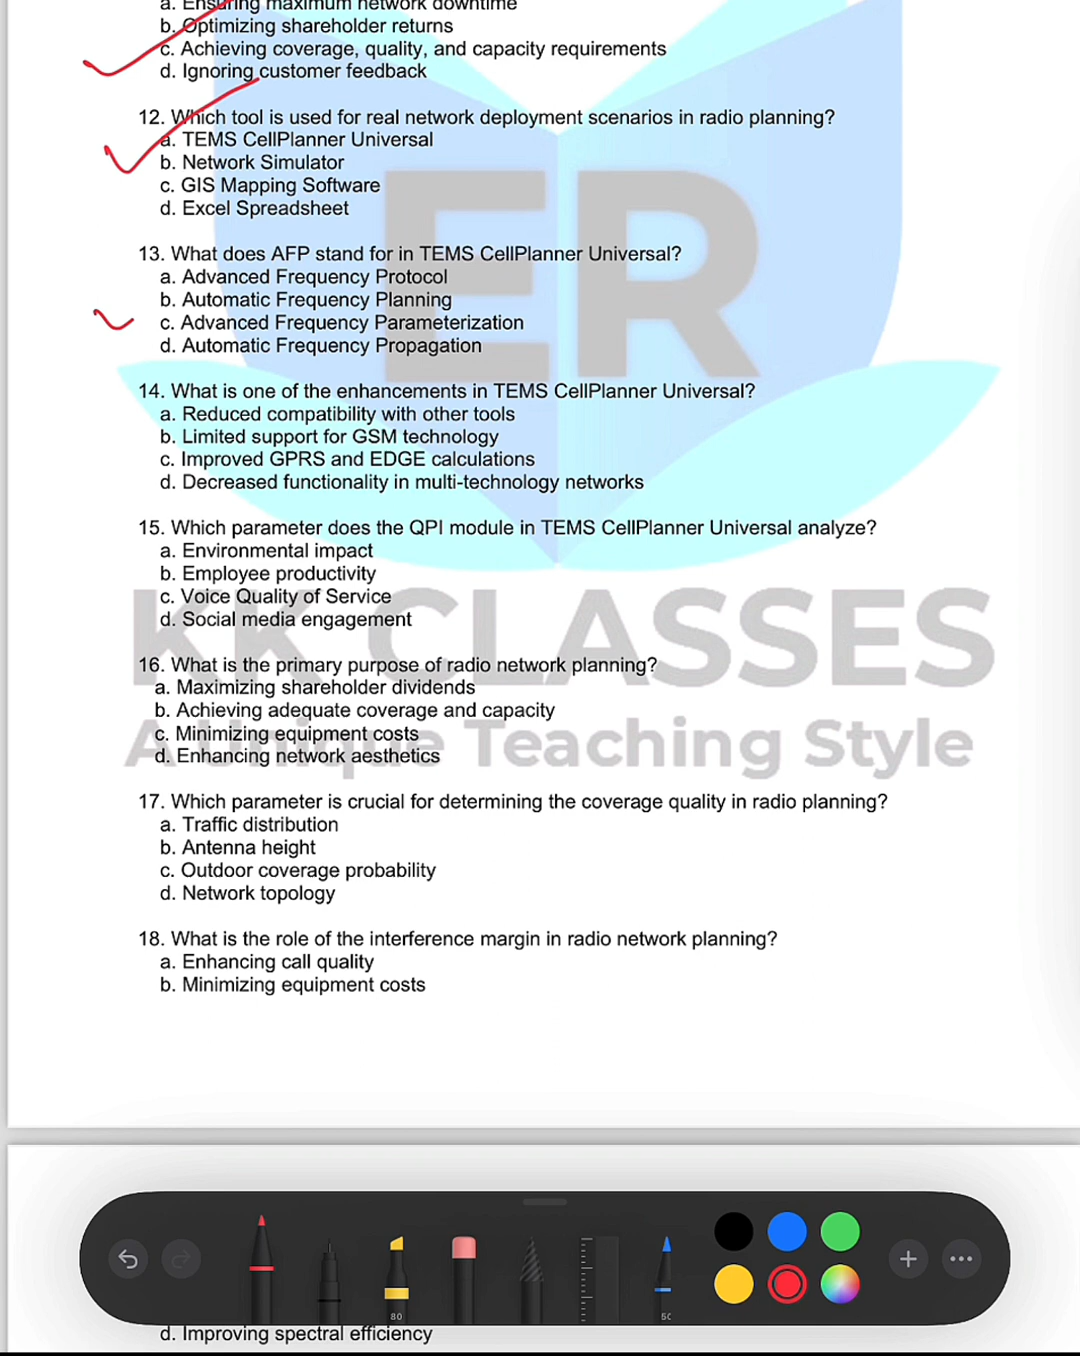 a. Ensuring maximum network downtime
b. Optimizing shareholder returns
c. Achieving coverage, quality, and capacity requirements
d. Ignoring customer feedback
12. Which tool is used for real network deployment scenarios in radio planning?
a. TEMS CellPlanner Universal
b. Network Simulator
c. GIS Mapping Software
d. Excel Spreadsheet
13. What does AFP stand for in TEMS CellPlanner Universal?
a. Advanced Frequency Protocol
b. Automatic Frequency Planning
c. Advanced Frequency Parameterization
d. Automatic Frequency Propagation
14. What is one of the enhancements in TEMS CellPlanner Universal?
a. Reduced compatibility with other tools
b. Limited support for GSM technology
c. Improved GPRS and EDGE calculations
d. Decreased functionality in multi-technology networks
15. Which parameter does the QPI module in TEMS CellPlanner Universal analyze?
a. Environmental impact
b. Employee productivity
c. Voice Quality of Service
d. Social media engagement
16. What is the primary purpose of radio network planning?
a. Maximizing shareholder dividends
b. Achieving adequate coverage and capacity
c. Minimizing equipment costs
d. Enhancing network aesthetics
17. Which parameter is crucial for determining the coverage quality in radio planning?
a. Traffic distribution
b. Antenna height
c. Outdoor coverage probability
d. Network topology
18. What is the role of the interference margin in radio network planning?
a. Enhancing call quality
b. Minimizing equipment costs
d. Improving spectral efficiency
ER
KK CLASSES
A Unique Teaching Style
80
50